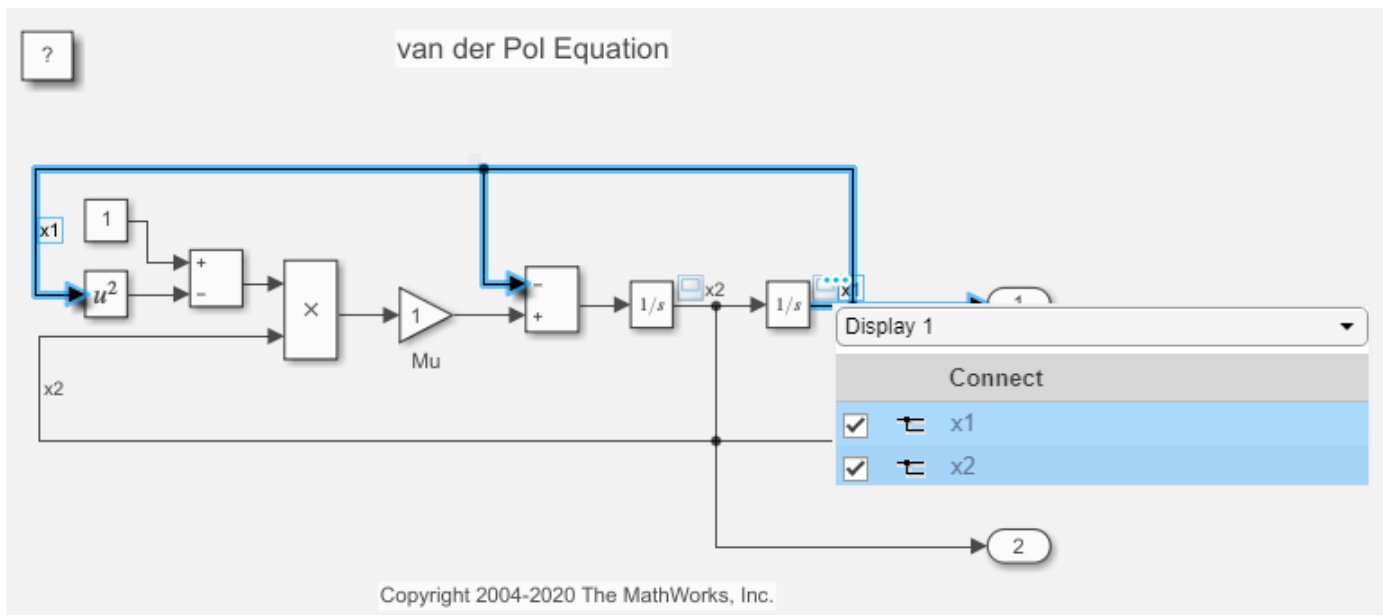 ?
van der Pol Equation
x1
1
+
−
u²
×
1
Mu
−
+
1/s
x2
1/s
x1
1
x2
Display 1
Connect
x1
x2
2
Copyright 2004-2020 The MathWorks, Inc.